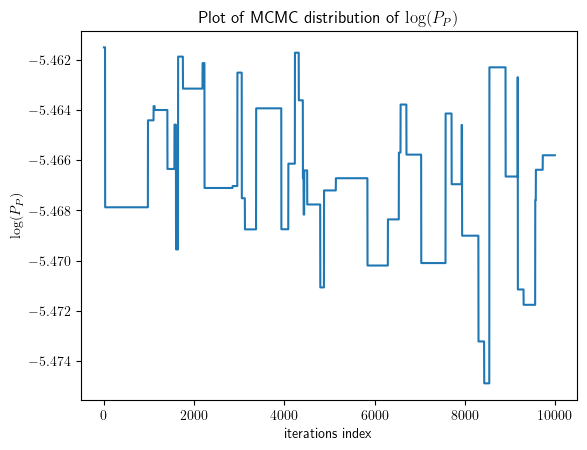 Plot of MCMC distribution of log(P_P)
−5.462
−5.464
−5.466
−5.468
−5.470
−5.472
−5.474
log(P_P)
0 2000 4000 6000 8000 10000
iterations index